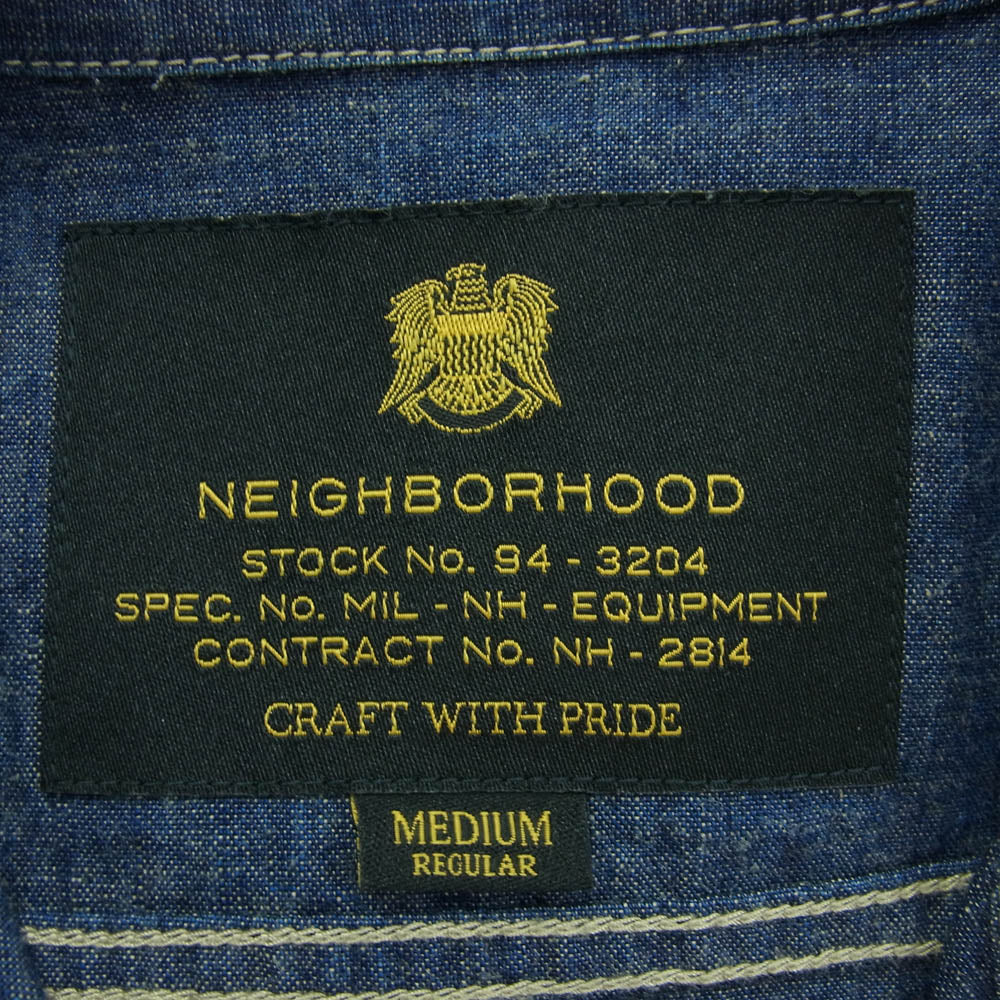 NEIGHBORHOOD
STOCK No. 94 - 3204
SPEC. No. MIL - NH - EQUIPMENT
CONTRACT No. NH - 2814
CRAFT WITH PRIDE
MEDIUM
REGULAR